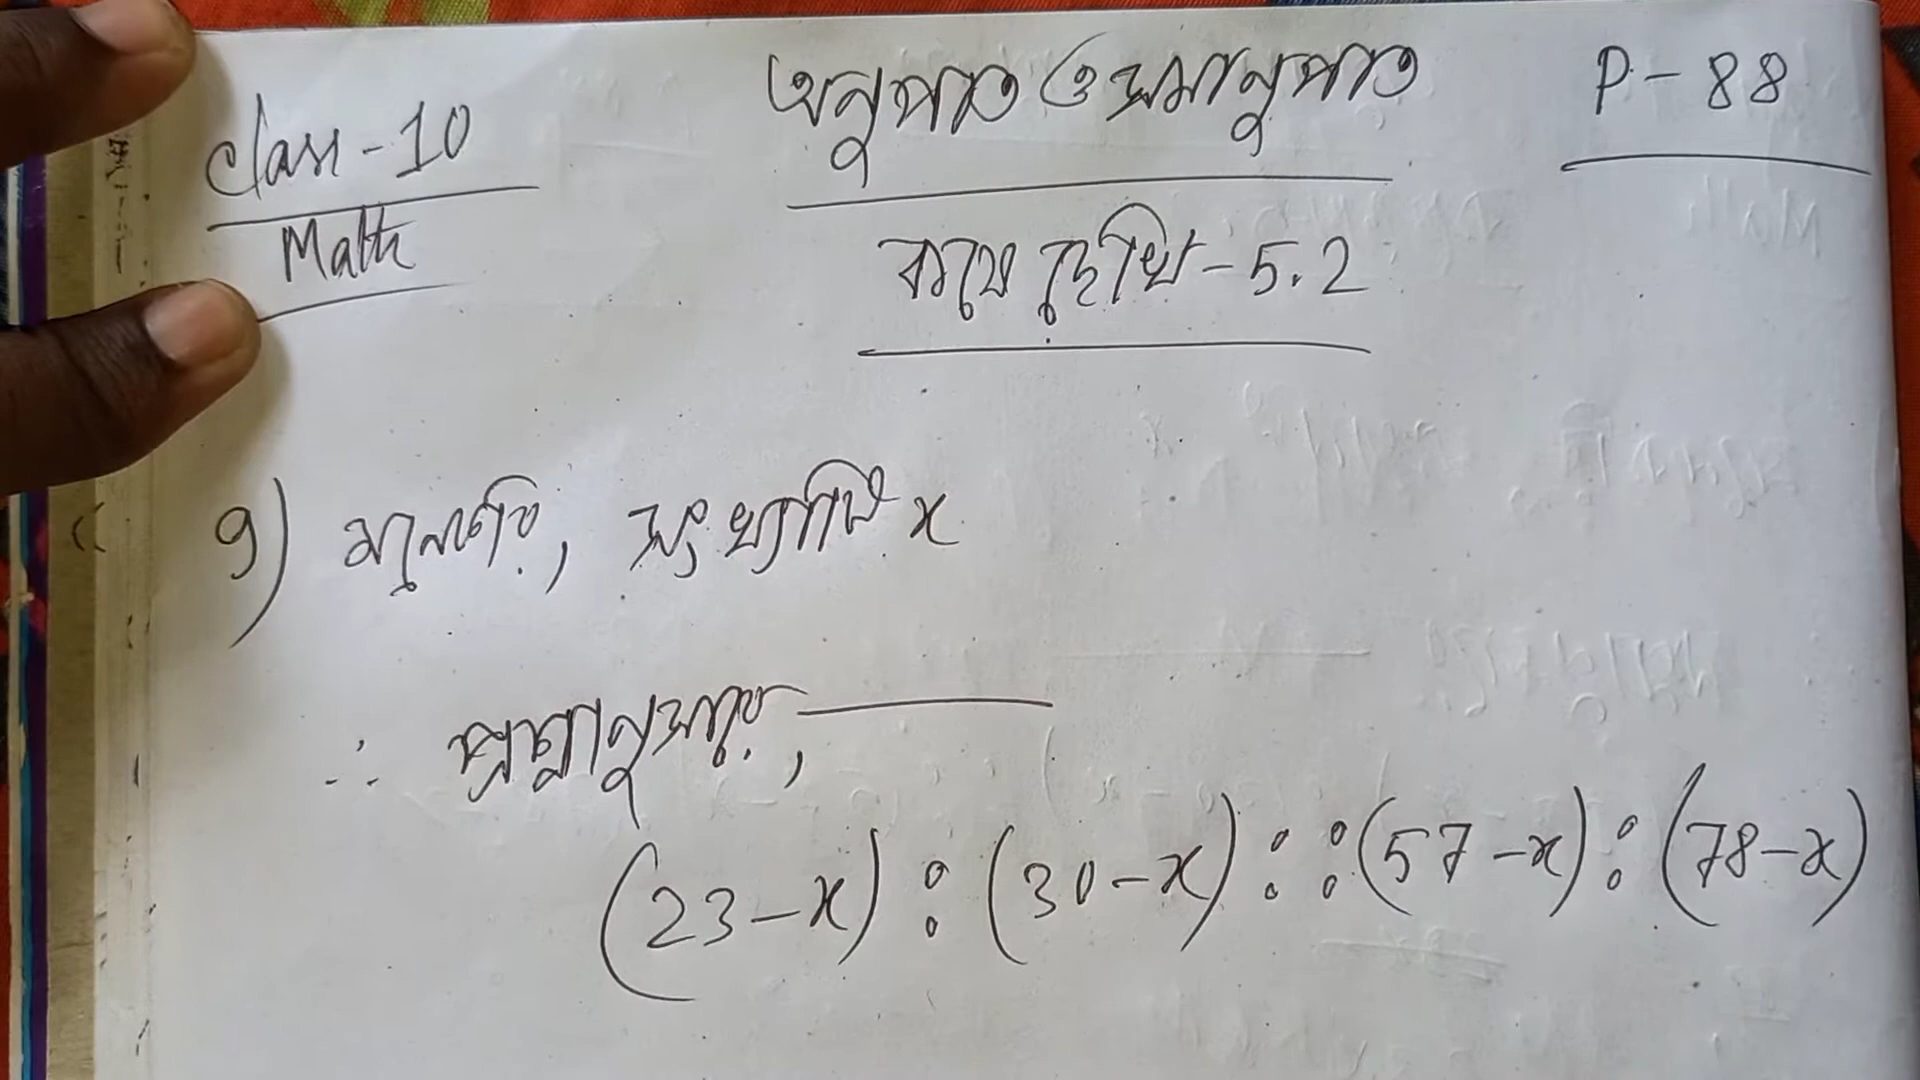 Class-10
Math
অনুপাত ও সমানুপাত
P-88
কষে দেখি-5.2
9) মনেকরি, সংখ্যাটি x
∴ প্রশ্নানুসারে,
(23-x) : (30-x) : : (57-x) : (78-x)